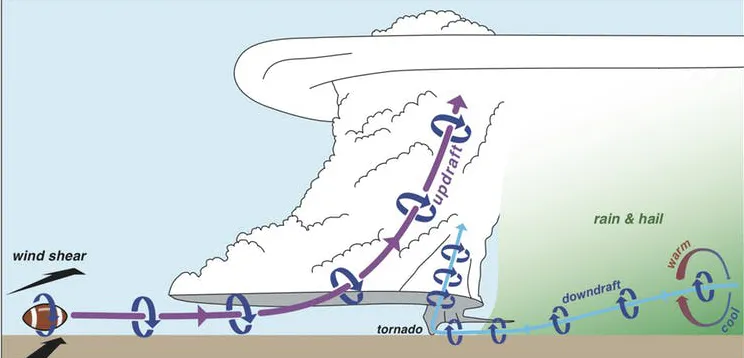 updraft
rain & hail
wind shear
warm
downdraft
cool
tornado